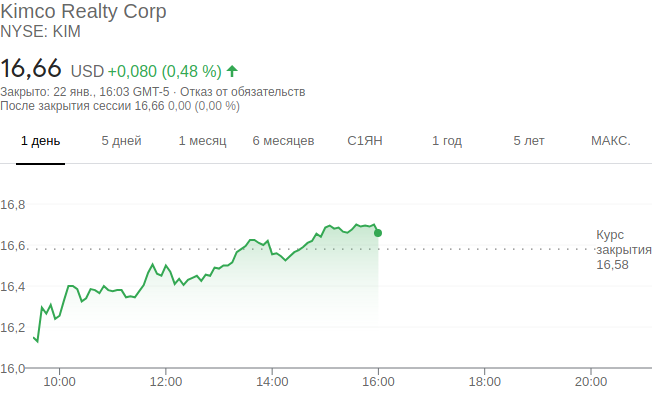 Kimco Realty Corp
NYSE: KIM
16,66 USD +0,080 (0,48 %)
Закрыто: 22 янв., 16:03 GMT-5 · Отказ от обязательств
После закрытия сессии 16,66 0,00 (0,00 %)
1 день 5 дней 1 месяц 6 месяцев С1ЯН 1 год 5 лет МАКС.
16,8
16,6
16,4
16,2
16,0
Курс
закрытия
16,58
10:00 12:00 14:00 16:00 18:00 20:00